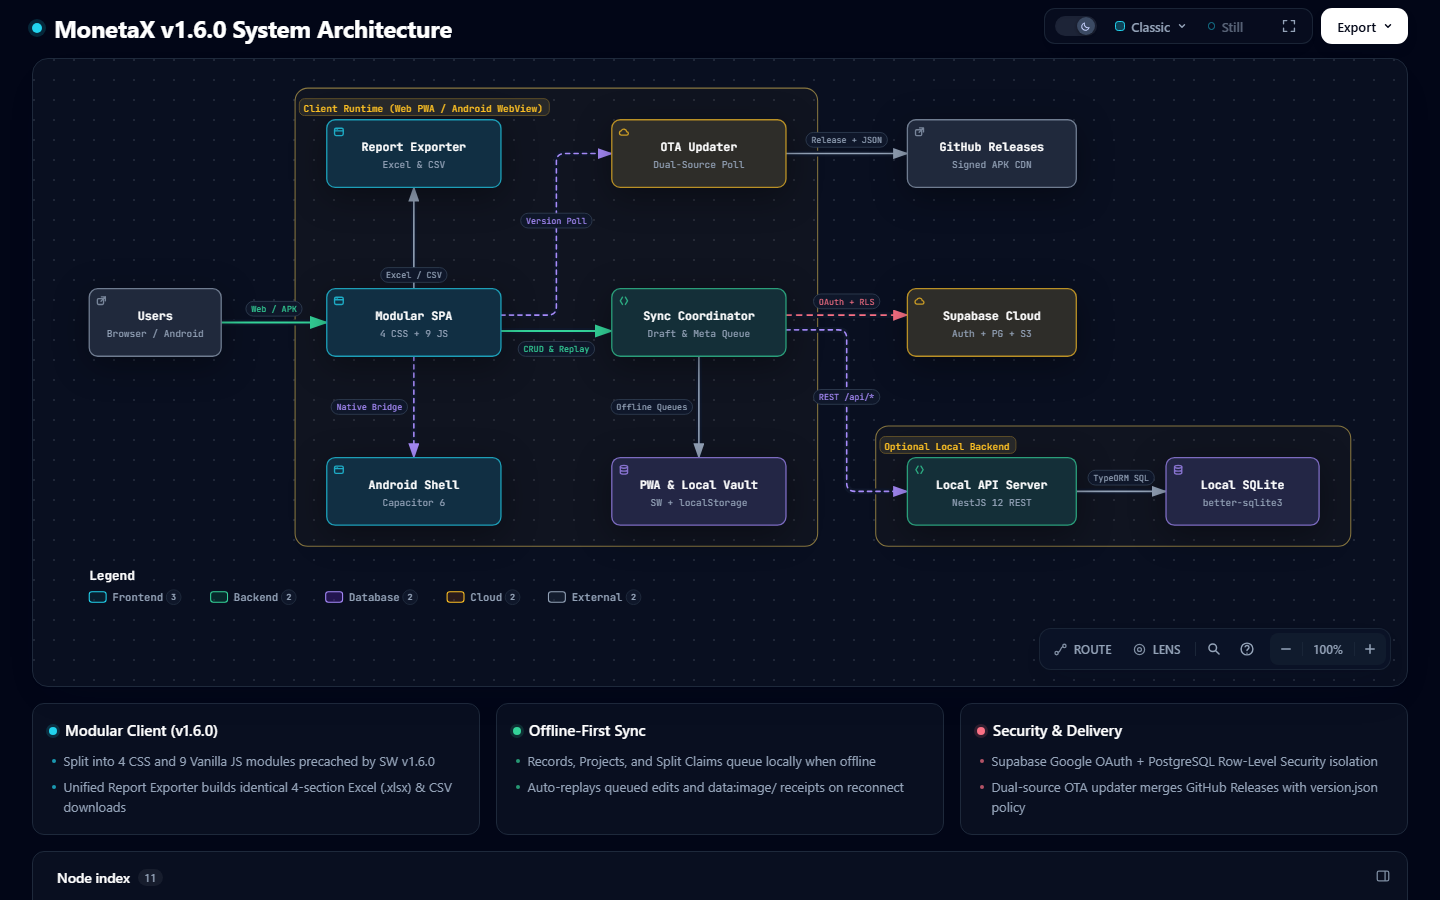 MonetaX v1.6.0 System Architecture
Classic
Still
Export
Client Runtime (Web PWA / Android WebView)
Report Exporter
Excel & CSV
OTA Updater
Dual-Source Poll
Release + JSON
GitHub Releases
Signed APK CDN
Version Poll
Excel / CSV
Users
Browser / Android
Web / APK
Modular SPA
4 CSS + 9 JS
CRUD & Replay
Sync Coordinator
Draft & Meta Queue
OAuth + RLS
Supabase Cloud
Auth + PG + S3
Native Bridge
Offline Queues
REST /api/*
Optional Local Backend
Android Shell
Capacitor 6
PWA & Local Vault
SW + localStorage
Local API Server
NestJS 12 REST
TypeORM SQL
Local SQLite
better-sqlite3
Legend
Frontend 3
Backend 2
Database 2
Cloud 2
External 2
ROUTE
LENS
100%
Modular Client (v1.6.0)
Split into 4 CSS and 9 Vanilla JS modules precached by SW v1.6.0
Unified Report Exporter builds identical 4-section Excel (.xlsx) & CSV
downloads
Offline-First Sync
Records, Projects, and Split Claims queue locally when offline
Auto-replays queued edits and data:image/ receipts on reconnect
Security & Delivery
Supabase Google OAuth + PostgreSQL Row-Level Security isolation
Dual-source OTA updater merges GitHub Releases with version.json
policy
Node index 11